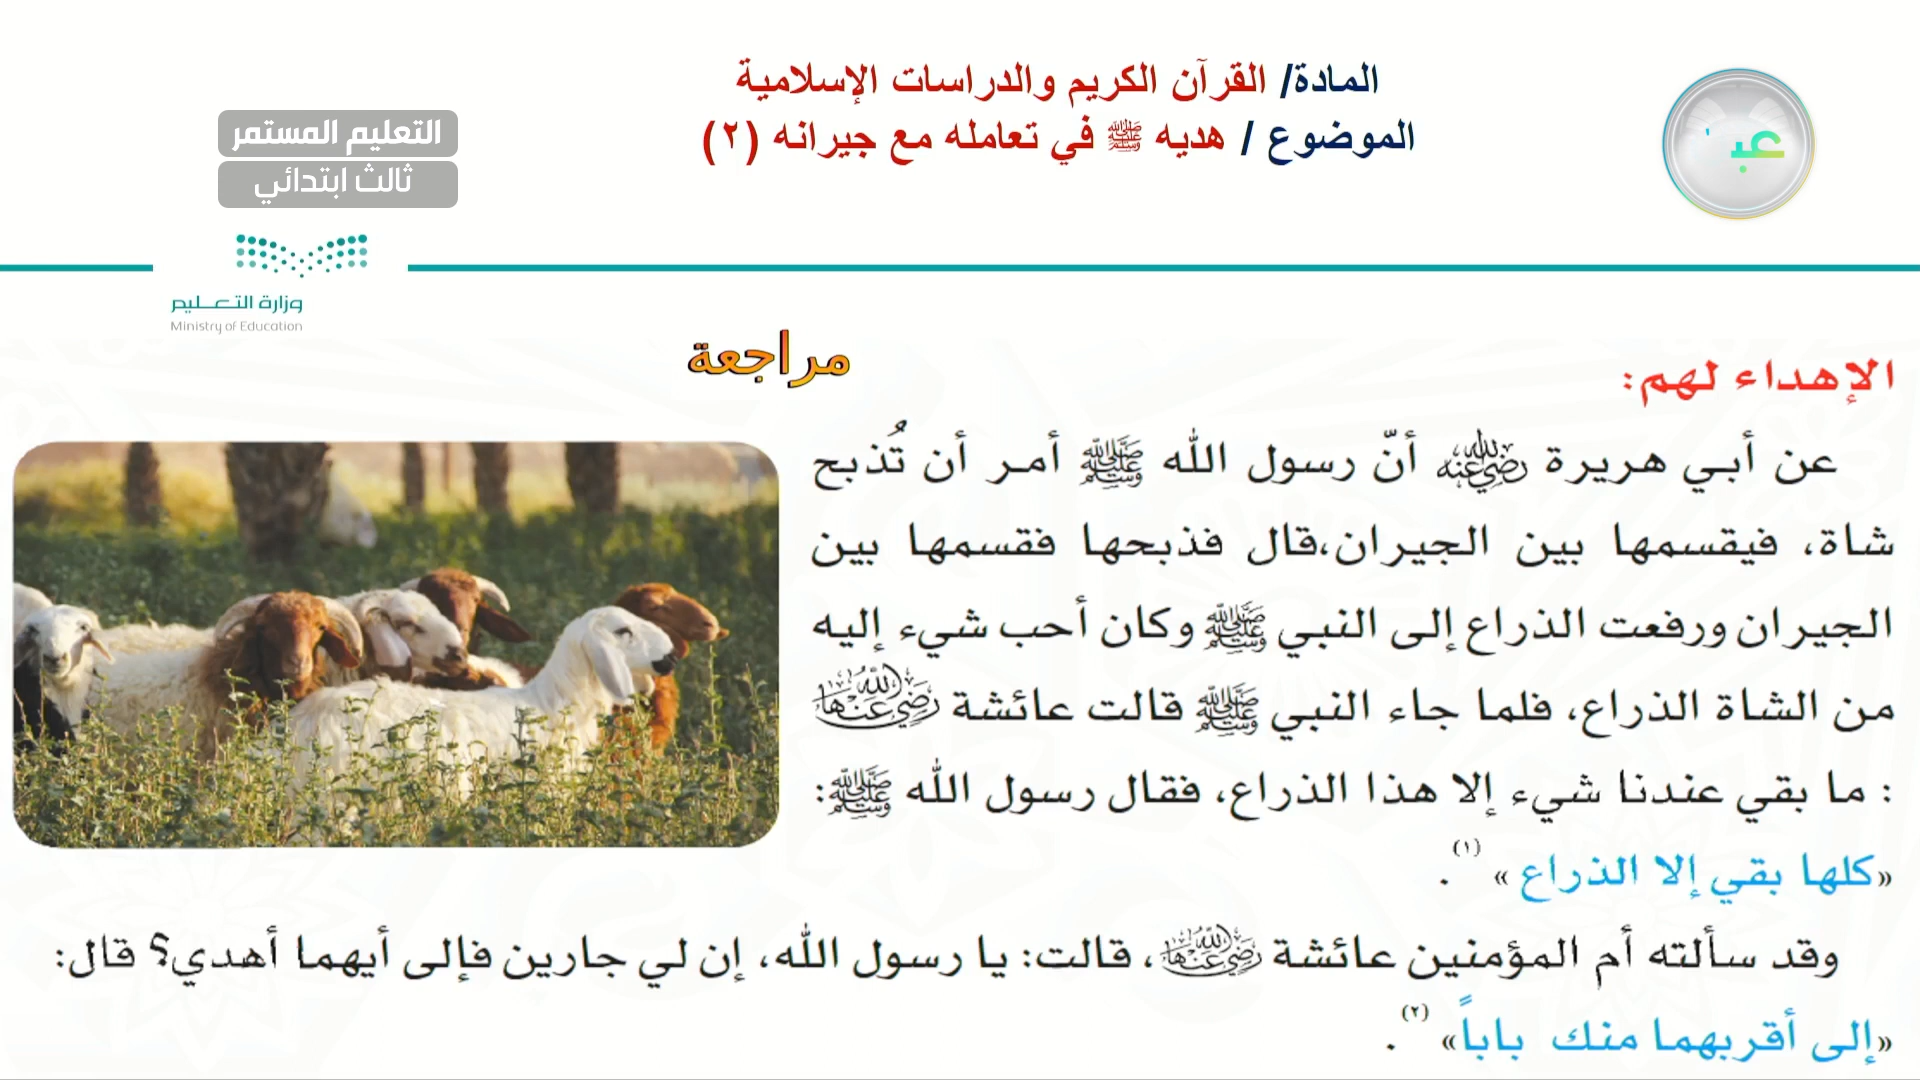 المادة/ القرآن الكريم والدراسات الإسلامية
الموضوع / هديه ﷺ في تعامله مع جيرانه (٢)
التعليم المستمر
ثالث ابتدائي
وزارة التعليم
Ministry of Education
مراجعة
الإهداء لهم:
عن أبي هريرة رضي الله عنه أنّ رسول الله ﷺ أمر أن تُذبح
شاة، فيقسمها بين الجيران،قال فذبحها فقسمها بين
الجيران ورفعت الذراع إلى النبي ﷺ وكان أحب شيء إليه
من الشاة الذراع، فلما جاء النبي ﷺ قالت عائشة رضي الله عنها
: ما بقي عندنا شيء إلا هذا الذراع، فقال رسول الله ﷺ:
«كلها بقي إلا الذراع » (١) .
وقد سألته أم المؤمنين عائشة رضي الله عنها، قالت: يا رسول الله، إن لي جارين فإلى أيهما أهدي؟ قال:
«إلى أقربهما منك باباً» (٢) .